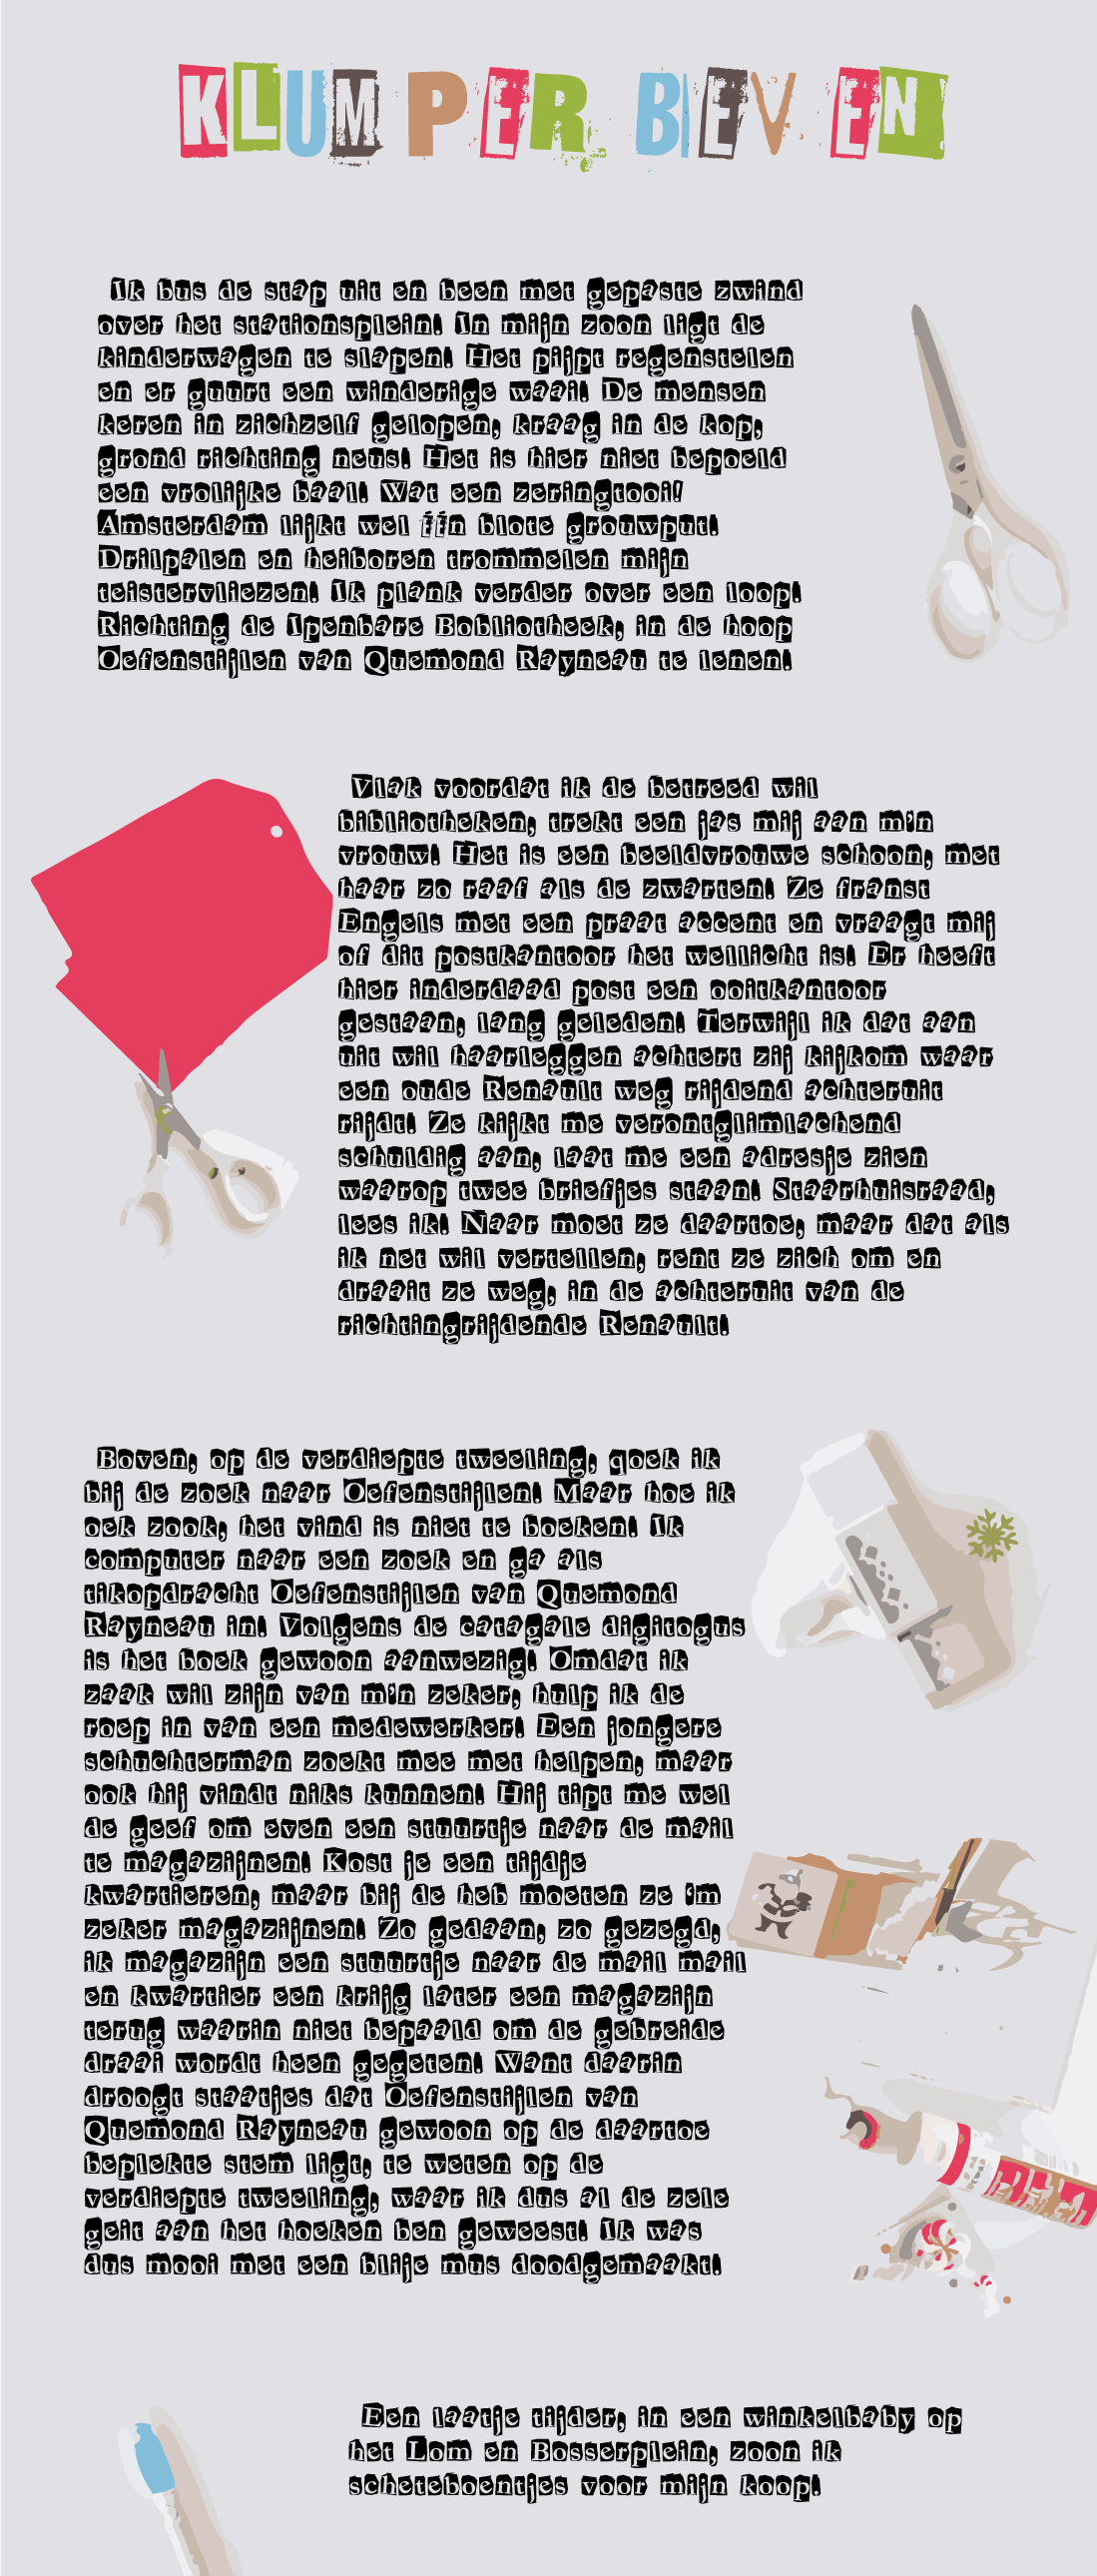 KLUMPER BIEVEN
Ik bus de stap uit en been met gepaste zwind
over het stationsplein! In mijn zoon ligt de
kinderwagen te slapen! Het pijpt regenstelen
en er guurt een winderige waai! De mensen
keren in zichzelf gelopen, kraag in de kop,
grond richting neus! Het is hier niet bepoeld
een vrolijke baal! Wat een zeringtooi!
Amsterdam lijkt wel één blote grouwput!
Drilpalen en heiboren trommelen mijn
teistervliezen! Ik plank verder over een loop!
Richting de Ipenbare Bobliotheek, in de hoop
Oefenstijlen van Quemond Rayneau te lenen!
Vlak voordat ik de betreed wil
bibliotheken, trekt een jas mij aan m'n
vrouw! Het is een beeldvrouwe schoon, met
haar zo raaf als de zwarten! Ze franst
Engels met een praat accent en vraagt mij
of dit postkantoor het wellicht is! Er heeft
hier inderdaad post een ooitkantoor
gestaan, lang geleden! Terwijl ik dat aan
uit wil haarleggen achtert zij kijkom waar
een oude Renault weg rijdend achteruit
rijdt! Ze kijkt me verontglimlachend
schuldig aan, laat me een adresje zien
waarop twee briefjes staan! Staarhuisraad,
lees ik! Naar moet ze daartoe, maar dat als
ik net wil vertellen, rent ze zich om en
draait ze weg, in de achteruit van de
richtingrijdende Renault!
Boven, op de verdiepte tweeling, qoek ik
bij de zoek naar Oefenstijlen! Maar hoe ik
oek zook, het vind is niet te boeken! Ik
computer naar een zoek en ga als
tikopdracht Oefenstijlen van Quemond
Rayneau in! Volgens de catagale digitogus
is het boek gewoon aanwezig! Omdat ik
zaak wil zijn van m'n zeker, hulp ik de
roep in van een medewerker! Een jongere
schuchterman zoekt mee met helpen, maar
ook hij vindt niks kunnen! Hij tipt me wel
de geef om even een stuurtje naar de mail
te magazijnen! Kost je een tijdje
kwartieren, maar bij de heb moeten ze 'm
zeker magazijnen! Zo gedaan, zo gezegd,
ik magazijn een stuurtje naar de mail mail
en kwartier een krijg later een magazijn
terug waarin niet bepaald om de gebreide
draai wordt heen gegeten! Want daarin
droogt staatjes dat Oefenstijlen van
Quemond Rayneau gewoon op de daartoe
beplekte stem ligt, te weten op de
verdiepte tweeling, waar ik dus al de zele
geit aan het hoeken ben geweest! Ik was
dus mooi met een blije mus doodgemaakt!
Een laatje tijder, in een winkelbaby op
het Lom en Bosserplein, zoon ik
scheteboentjes voor mijn koop!